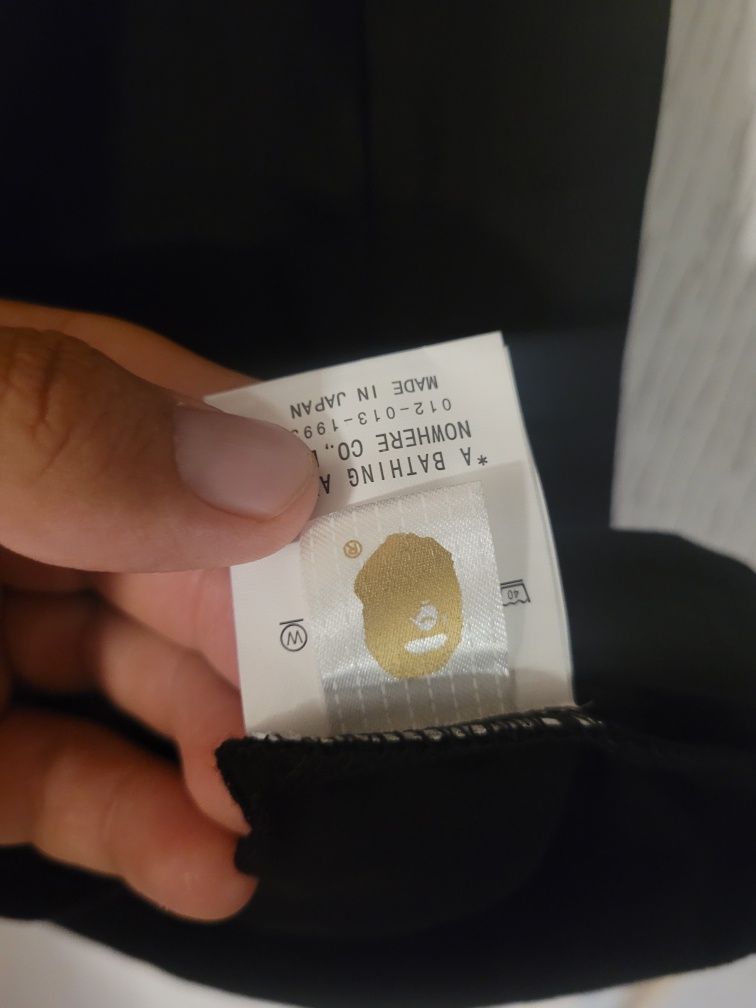 * A BATHING A
NOWHERE CO.,
012-013-199
MADE IN JAPAN
®
40
W